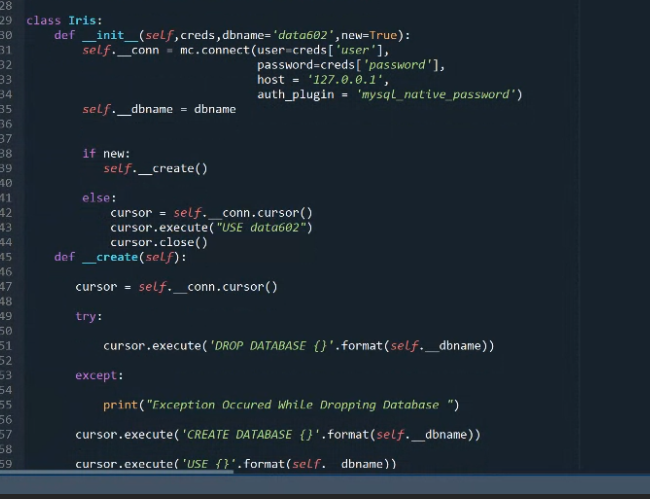 28
29 class Iris:
30 def __init__(self,creds,dbname='data602',new=True):
31 self.__conn = mc.connect(user=creds['user'],
32 password=creds['password'],
33 host = '127.0.0.1',
34 auth_plugin = 'mysql_native_password')
35 self.__dbname = dbname
36
37
38 if new:
39 self.__create()
40
41 else:
42 cursor = self.__conn.cursor()
43 cursor.execute("USE data602")
44 cursor.close()
45 def __create(self):
46
47 cursor = self.__conn.cursor()
48
49 try:
50
51 cursor.execute('DROP DATABASE {}'.format(self.__dbname))
52
53 except:
54
55 print("Exception Occured While Dropping Database ")
56
57 cursor.execute('CREATE DATABASE {}'.format(self.__dbname))
58
59 cursor.execute('USE {}'.format(self.__dbname))